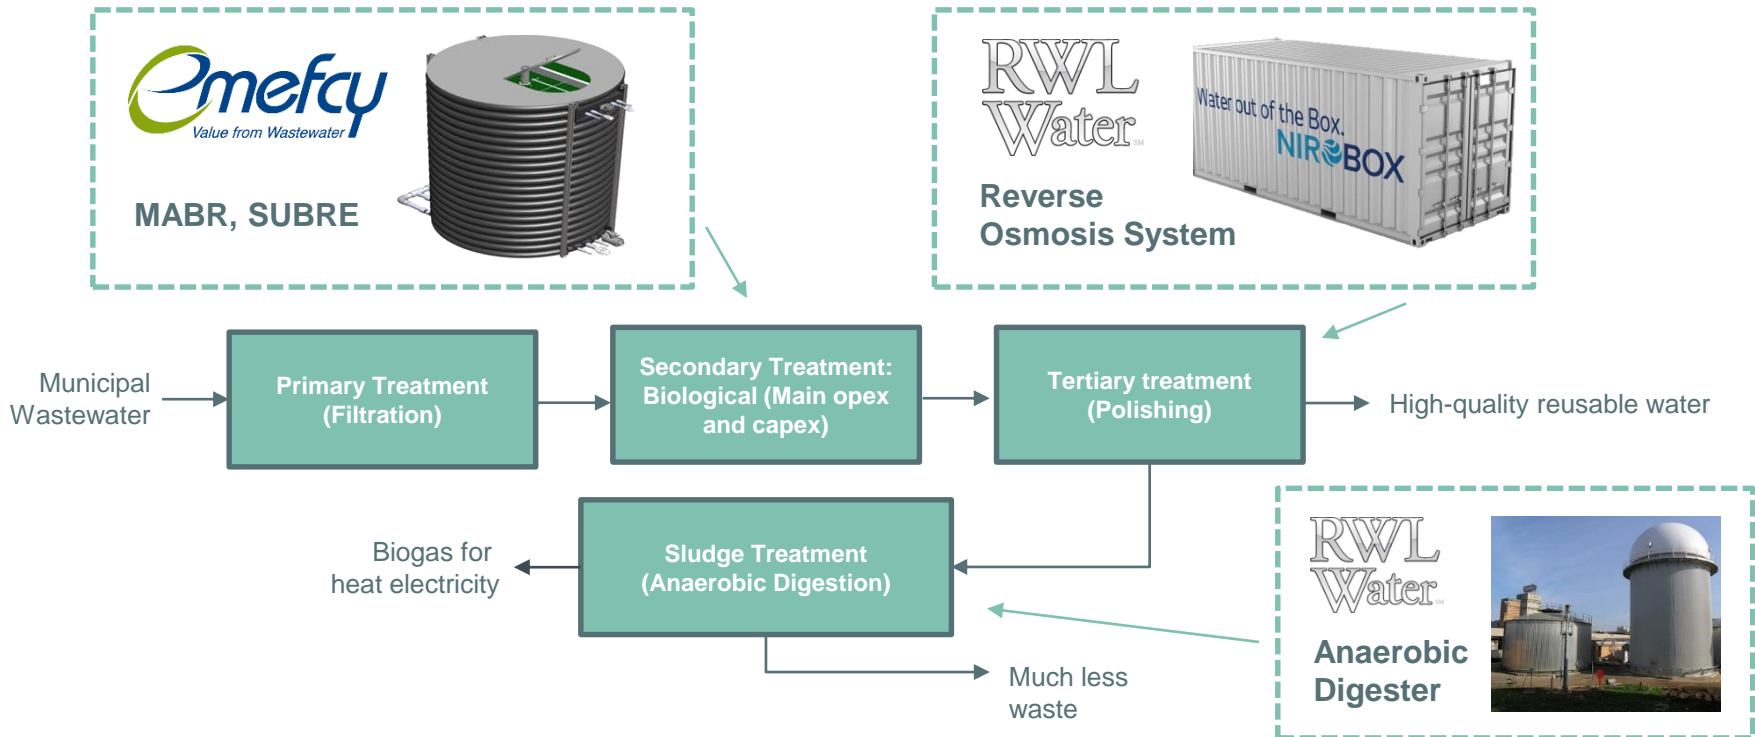 emefcy
Value from Wastewater
MABR, SUBRE
RWL
Water
SM
Reverse
Osmosis System
Water out of the Box.
NIROBOX
Municipal
Wastewater
Primary Treatment
(Filtration)
Secondary Treatment:
Biological (Main opex
and capex)
Tertiary treatment
(Polishing)
High-quality reusable water
Biogas for
heat electricity
Sludge Treatment
(Anaerobic Digestion)
Much less
waste
RWL
Water
SM
Anaerobic
Digester